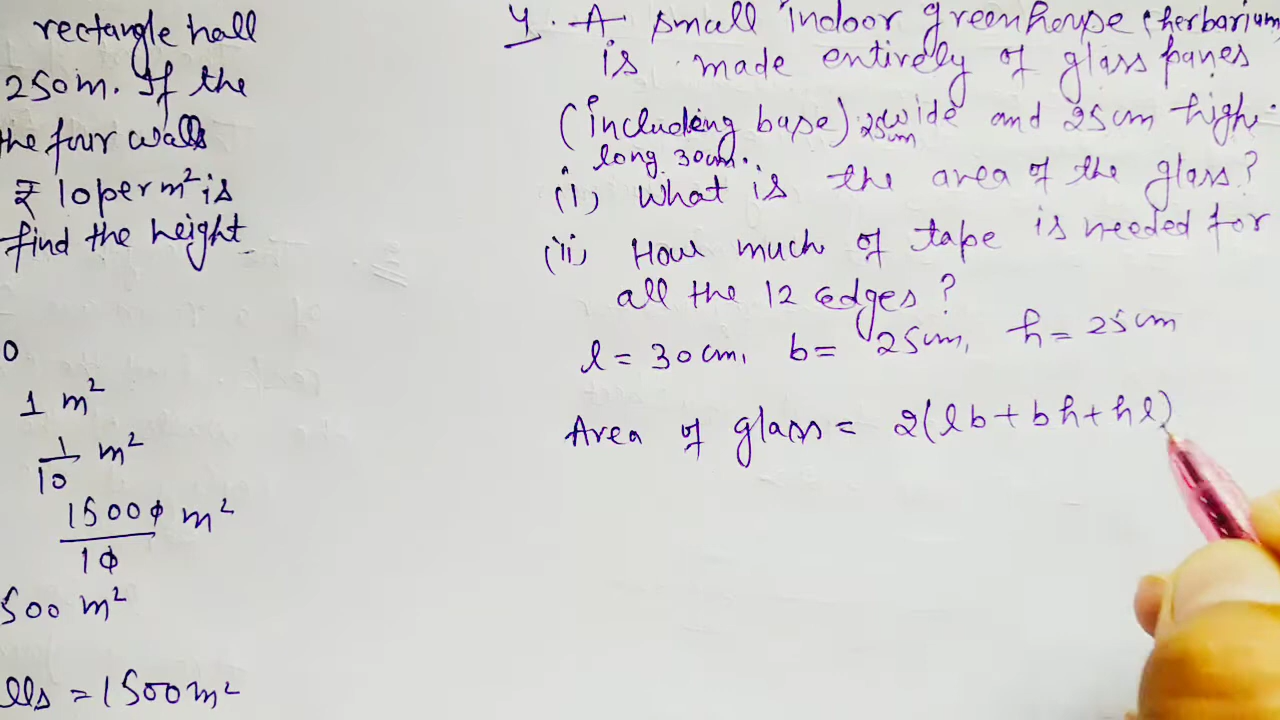 rectangle hall
250m. If the
the four walls
₹ 10 per m² is
find the height
0
1 m²
1/10 m²
15000/10 m²
500 m²
lls = 1500m²
4. A small indoor greenhouse (herbarium)
is made entirely of glass panes
(including base) 25cm wide and 25cm high.
long 30cm.
(i) What is the area of the glass?
(ii) How much of tape is needed for
all the 12 edges?
l = 30cm, b = 25cm, h = 25cm
Area of glass = 2(lb+bh+hl)